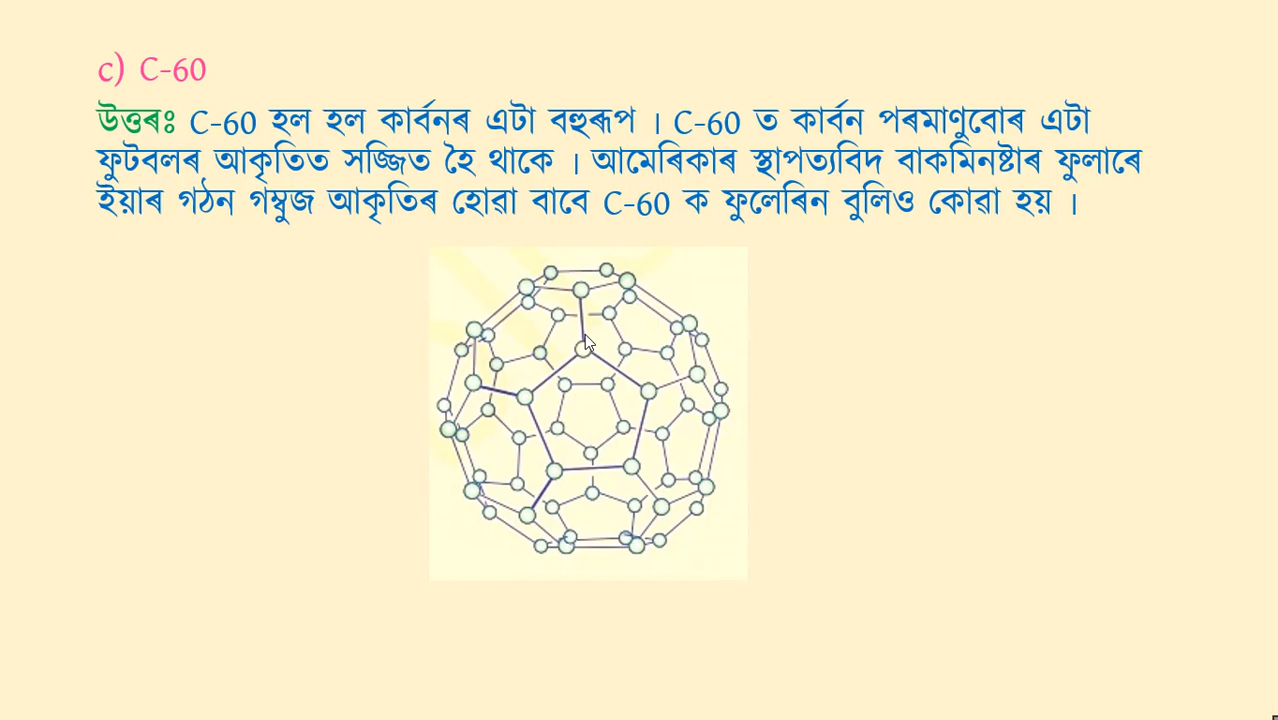 c) C-60
উত্তৰঃ C-60 হল হল কাৰ্বনৰ এটা বহুৰূপ । C-60 ত কাৰ্বন পৰমাণুবোৰ এটা
ফুটবলৰ আকৃতিত সজ্জিত হৈ থাকে । আমেৰিকাৰ স্থাপত্যবিদ বাকমিনষ্টাৰ ফুলাৰে
ইয়াৰ গঠন গম্বুজ আকৃতিৰ হোৱা বাবে C-60 ক ফুলেৰিন বুলিও কোৱা হয় ।